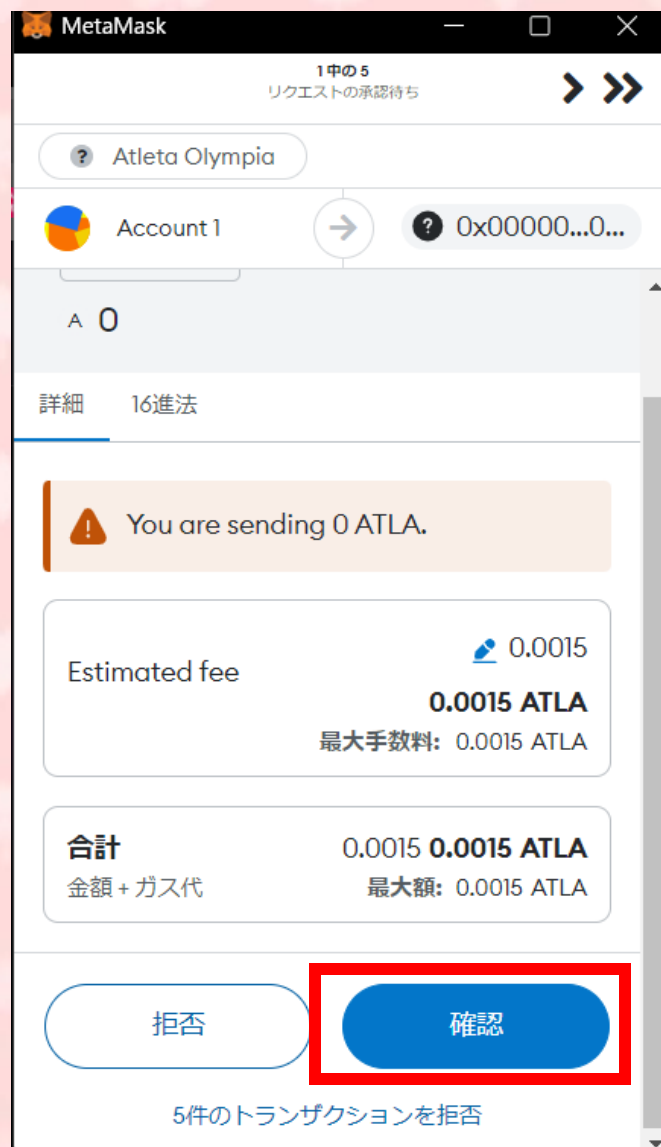 MetaMask
1 中の 5
リクエストの承認待ち
Atleta Olympia
Account 1
0x00000...0...
A 0
詳細 16進法
You are sending 0 ATLA.
0.0015
Estimated fee
0.0015 ATLA
最大手数料: 0.0015 ATLA
合計 0.0015 0.0015 ATLA
金額 + ガス代 最大額: 0.0015 ATLA
拒否 確認
5件のトランザクションを拒否